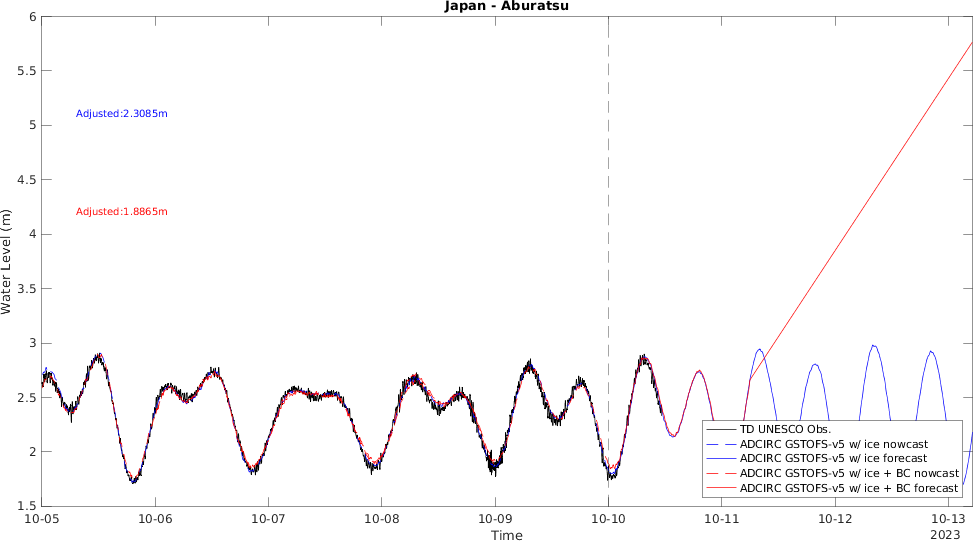 Japan - Aburatsu
6
5.5
5
4.5
4
3.5
3
2.5
2
1.5
Water Level (m)
Adjusted:2.3085m
Adjusted:1.8865m
TD UNESCO Obs.
ADCIRC GSTOFS-v5 w/ ice nowcast
ADCIRC GSTOFS-v5 w/ ice forecast
ADCIRC GSTOFS-v5 w/ ice + BC nowcast
ADCIRC GSTOFS-v5 w/ ice + BC forecast
10-05 10-06 10-07 10-08 10-09 10-10 10-11 10-12 10-13
Time
2023